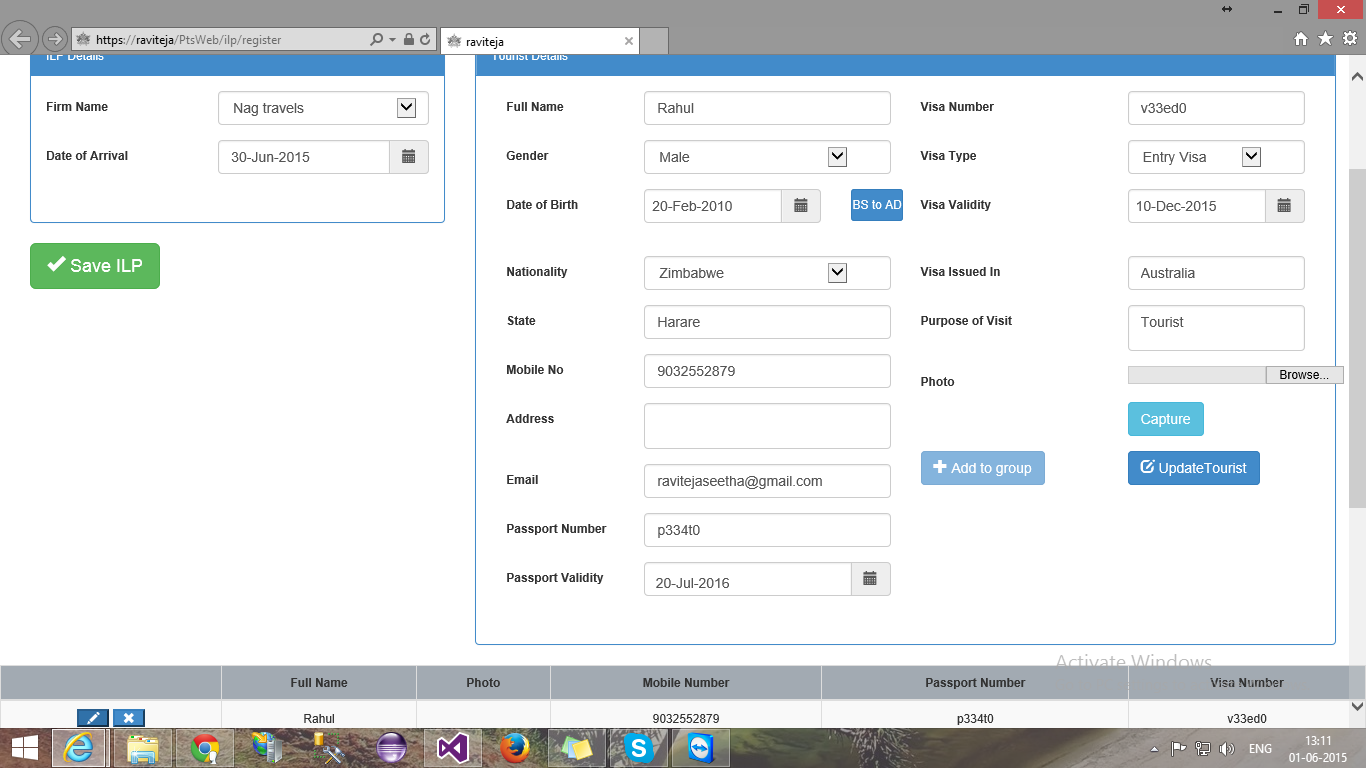 https://raviteja/PtsWeb/ilp/register
raviteja
ILP Details
Tourist Details
Firm Name
Nag travels
Date of Arrival
30-Jun-2015
Save ILP
Full Name
Rahul
Visa Number
v33ed0
Gender
Male
Visa Type
Entry Visa
Date of Birth
20-Feb-2010
BS to AD
Visa Validity
10-Dec-2015
Nationality
Zimbabwe
Visa Issued In
Australia
State
Harare
Purpose of Visit
Tourist
Mobile No
9032552879
Photo
Browse...
Address
Capture
Email
ravitejaseetha@gmail.com
Add to group
UpdateTourist
Passport Number
p334t0
Passport Validity
20-Jul-2016
Activate Windows
Full Name
Photo
Mobile Number
Passport Number
Visa Number
Rahul
9032552879
p334t0
v33ed0
ENG
13:11
01-06-2015